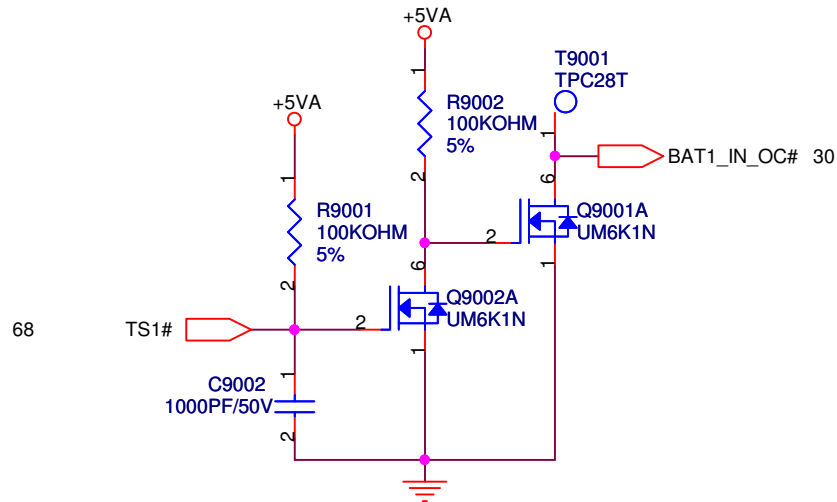 +5VA
T9001
TPC28T
R9002
100KOHM
5%
+5VA
1
1
2
BAT1_IN_OC# 30
1
6
Q9001A
UM6K1N
2
1
R9001
100KOHM
5%
1
2
6
Q9002A
UM6K1N
68
TS1#
2
1
C9002
1000PF/50V
1
2